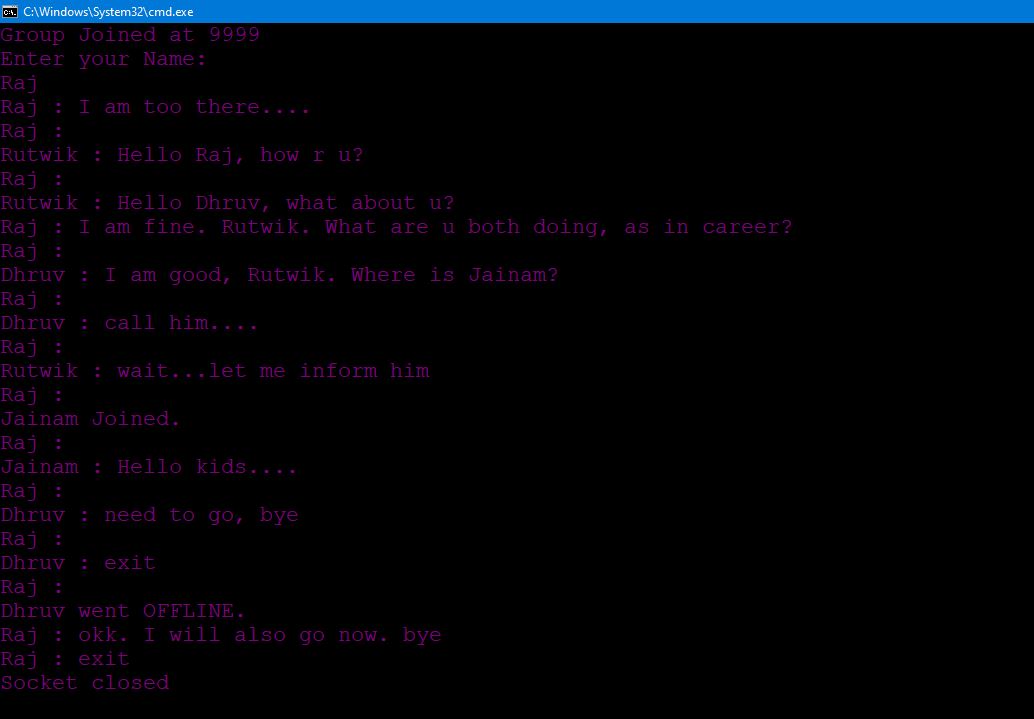 C:\Windows\System32\cmd.exe
Group Joined at 9999
Enter your Name:
Raj
Raj : I am too there....
Raj :
Rutwik : Hello Raj, how r u?
Raj :
Rutwik : Hello Dhruv, what about u?
Raj : I am fine. Rutwik. What are u both doing, as in career?
Raj :
Dhruv : I am good, Rutwik. Where is Jainam?
Raj :
Dhruv : call him....
Raj :
Rutwik : wait...let me inform him
Raj :
Jainam Joined.
Raj :
Jainam : Hello kids....
Raj :
Dhruv : need to go, bye
Raj :
Dhruv : exit
Raj :
Dhruv went OFFLINE.
Raj : okk. I will also go now. bye
Raj : exit
Socket closed